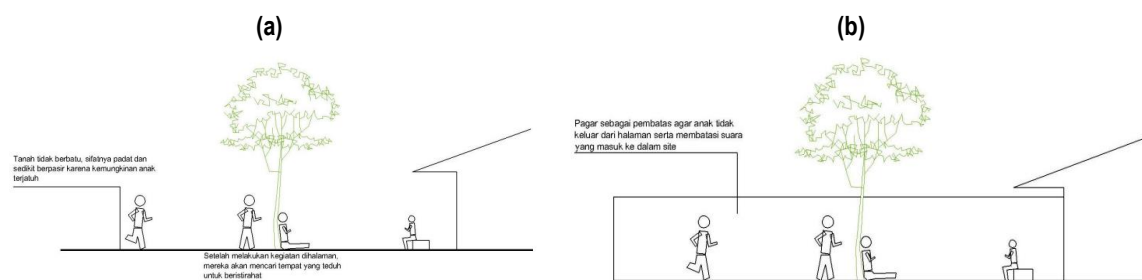 (a)
Tanah tidak berbatu, sifatnya padat dan
sedikit berpasir karena kemungkinan anak
terjatuh
Setelah melakukan kegiatan dihalaman,
mereka akan mencari tempat yang teduh
untuk beristirahat
(b)
Pagar sebagai pembatas agar anak tidak
keluar dari halaman serta membatasi suara
yang masuk ke dalam site